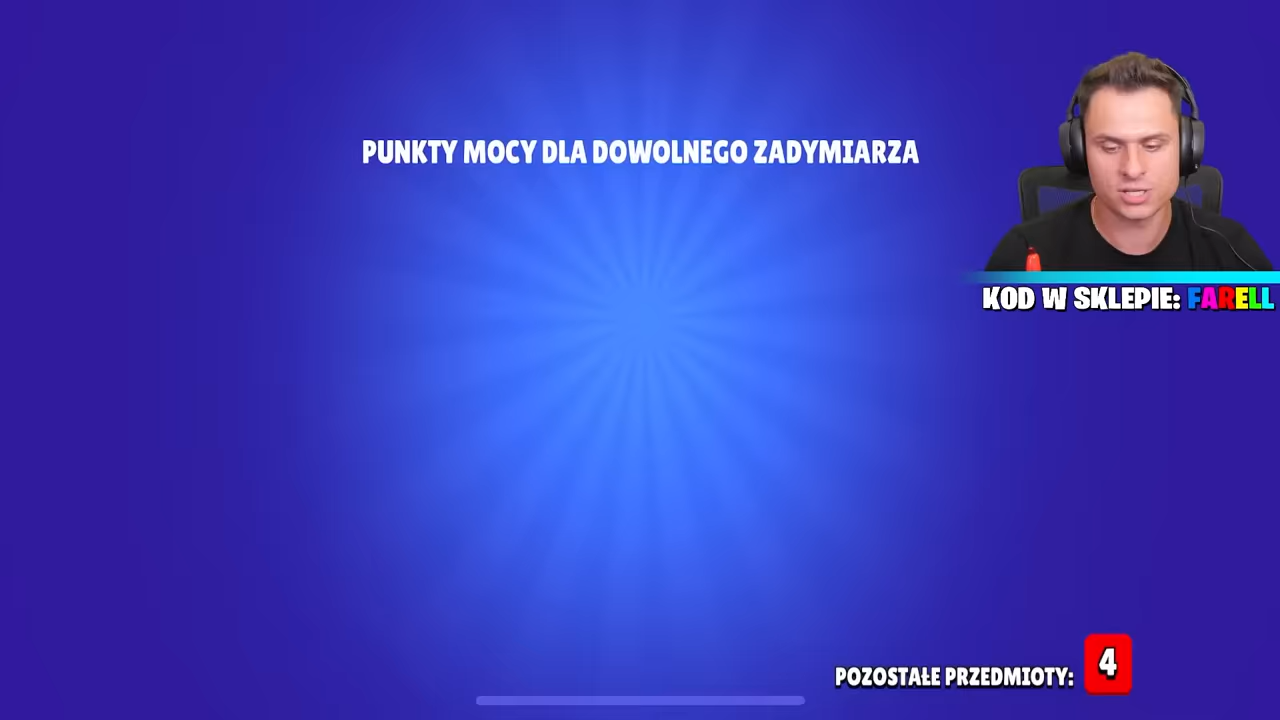 PUNKTY MOCY DLA DOWOLNEGO ZADYMIARZA
KOD W SKLEPIE: FARELL
POZOSTAŁE PRZEDMIOTY: 4